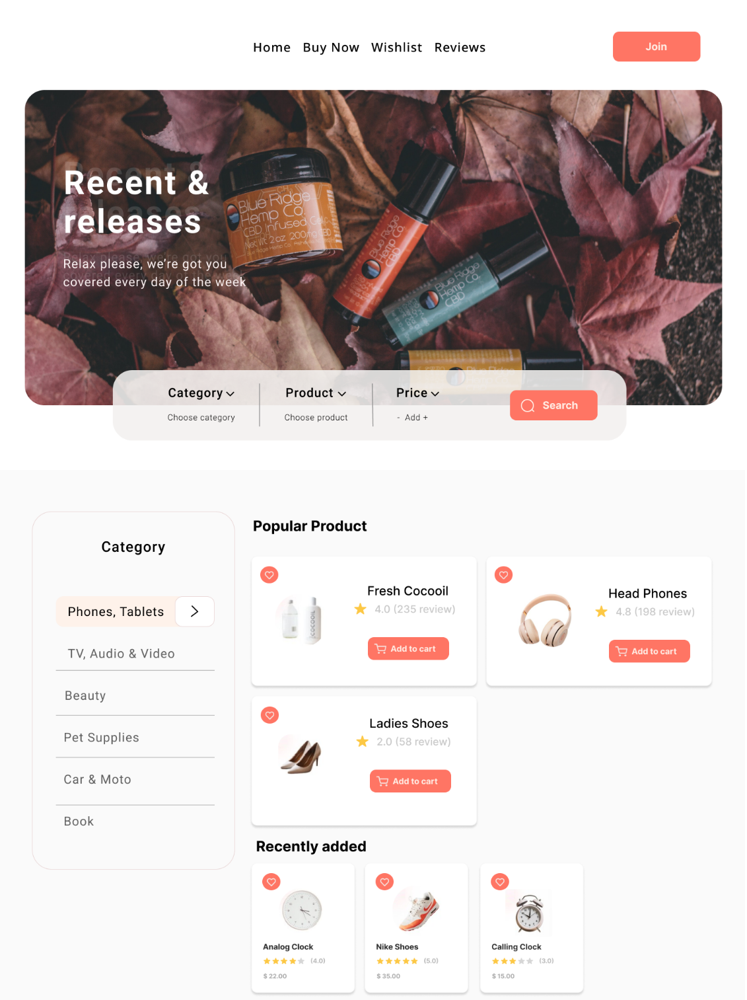 Home Buy Now Wishlist Reviews
Join
Recent &
releases
Relax please, we're got you
covered every day of the week
Blue Ridge
Hemp Co.
CBD Infused Gel
Net Wt 2oz 200mg CBD
Blue Ridge
Hemp Co.
CBD
Blue Ridge
Hemp Co.
CBD
Blue Ridge
Category
Choose category
Product
Choose product
Price
- Add +
Search
Category
Phones, Tablets
TV, Audio & Video
Beauty
Pet Supplies
Car & Moto
Book
Popular Product
Fresh Cocooil
4.0 (235 review)
Add to cart
COCOOIL
Head Phones
4.8 (198 review)
Add to cart
Ladies Shoes
2.0 (58 review)
Add to cart
Recently added
Analog Clock
(4.0)
$ 22.00
Nike Shoes
(5.0)
$ 35.00
Calling Clock
(3.0)
$ 15.00